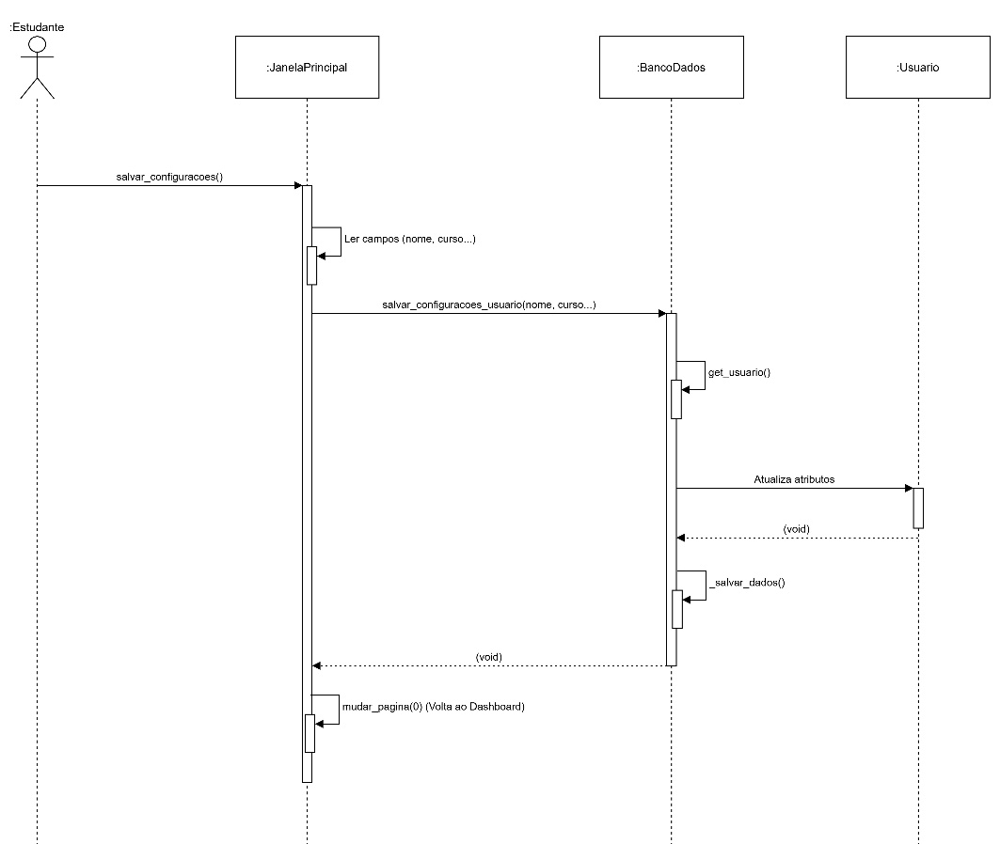 :Estudante
:JanelaPrincipal
:BancoDados
:Usuario
salvar_configuracoes()
Ler campos (nome, curso...)
salvar_configuracoes_usuario(nome, curso...)
get_usuario()
Atualiza atributos
(void)
_salvar_dados()
(void)
mudar_pagina(0) (Volta ao Dashboard)